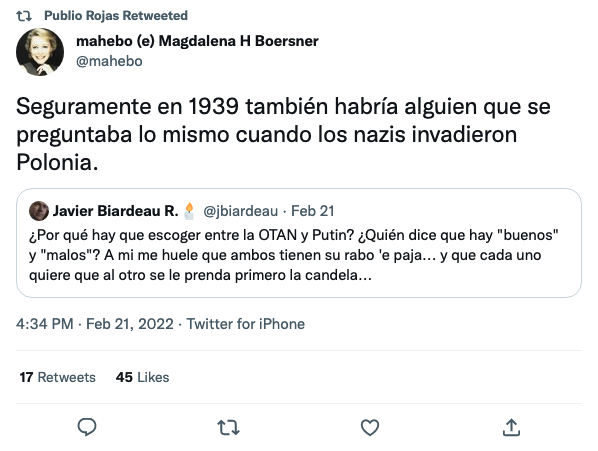 Publio Rojas Retweeted
mahebo (e) Magdalena H Boersner
@mahebo
Seguramente en 1939 también habría alguien que se
preguntaba lo mismo cuando los nazis invadieron
Polonia.
Javier Biardeau R. 🕯️ @jbiardeau · Feb 21
¿Por qué hay que escoger entre la OTAN y Putin? ¿Quién dice que hay "buenos"
y "malos"? A mi me huele que ambos tienen su rabo 'e paja... y que cada uno
quiere que al otro se le prenda primero la candela...
4:34 PM · Feb 21, 2022 · Twitter for iPhone
17 Retweets 45 Likes